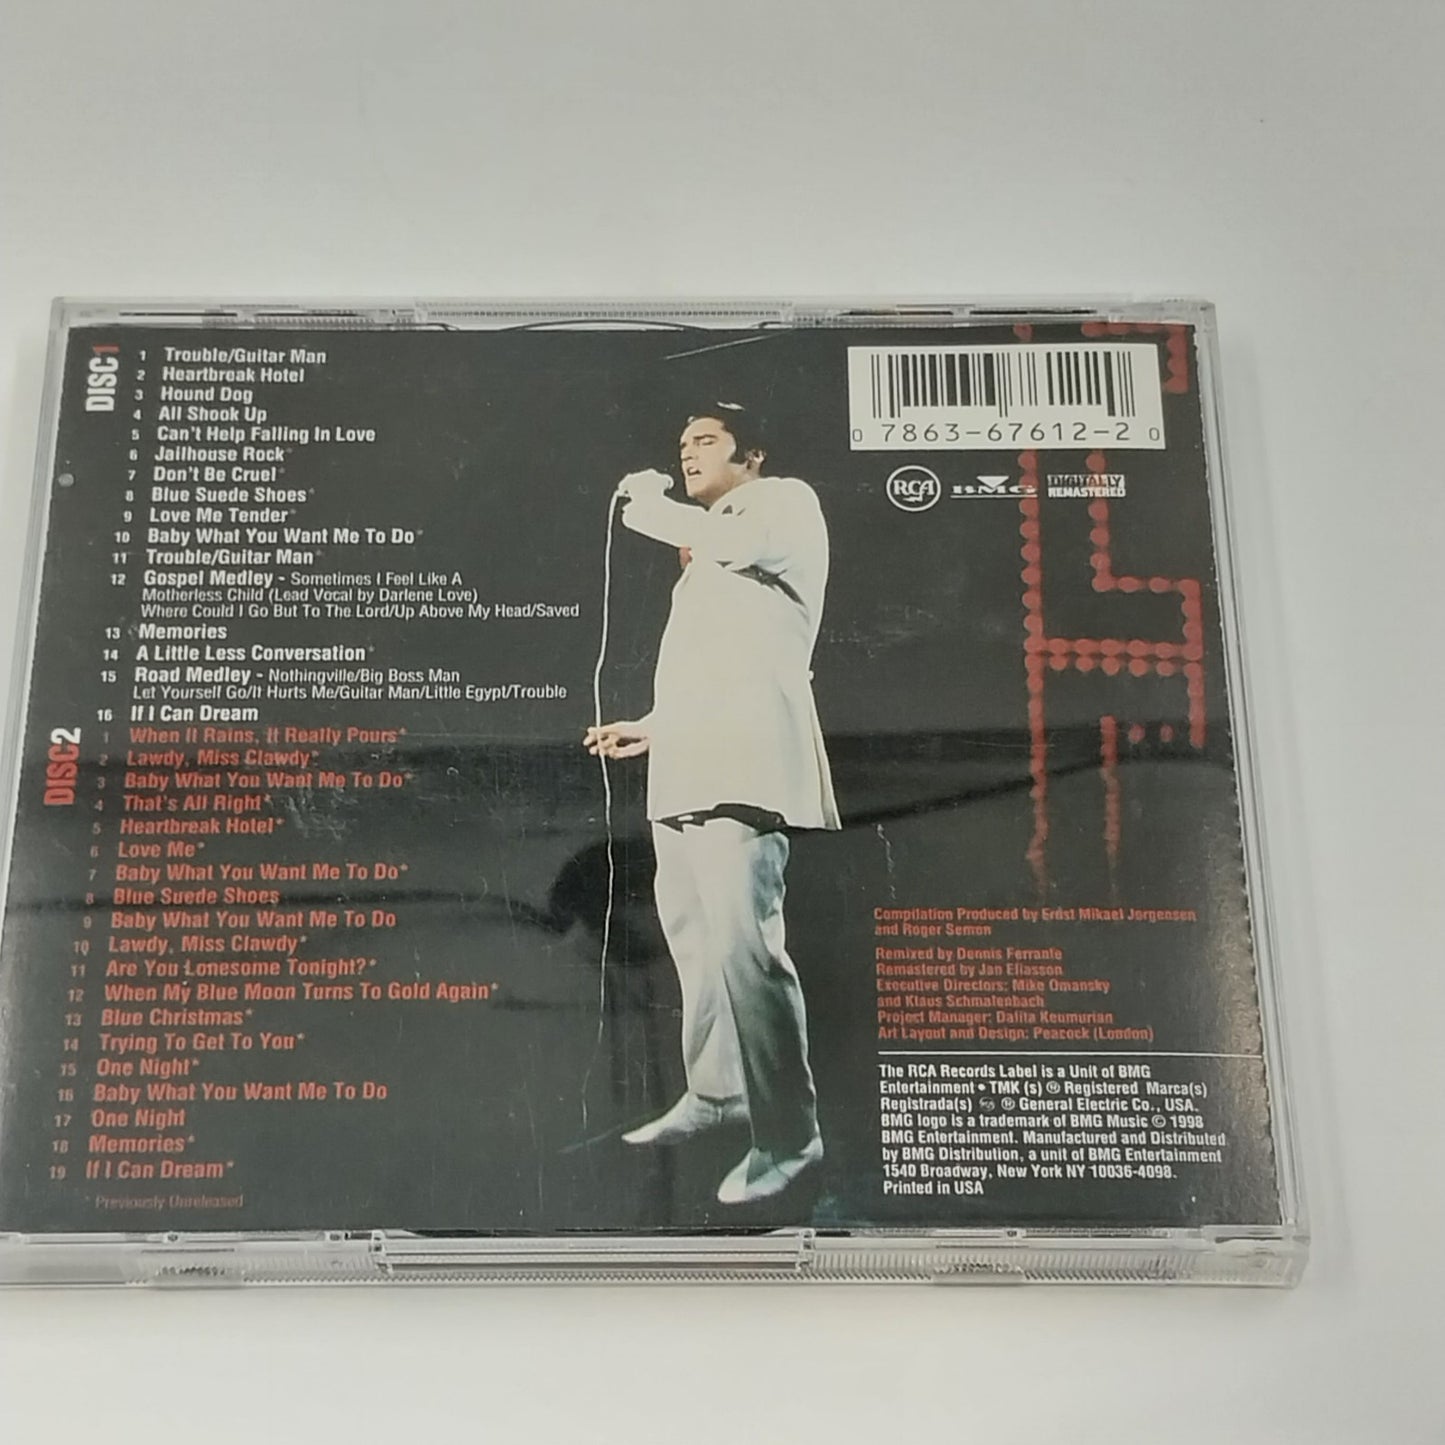 DISC1
1 Trouble/Guitar Man
2 Heartbreak Hotel
3 Hound Dog
4 All Shook Up
5 Can't Help Falling In Love
6 Jailhouse Rock*
7 Don't Be Cruel*
8 Blue Suede Shoes*
9 Love Me Tender*
10 Baby What You Want Me To Do*
11 Trouble/Guitar Man*
12 Gospel Medley - Sometimes I Feel Like A
Motherless Child (Lead Vocal by Darlene Love)
Where Could I Go But To The Lord/Up Above My Head/Saved
13 Memories
14 A Little Less Conversation*
15 Road Medley - Nothingville/Big Boss Man
Let Yourself Go/It Hurts Me/Guitar Man/Little Egypt/Trouble
16 If I Can Dream
DISC2
1 When It Rains, It Really Pours*
2 Lawdy, Miss Clawdy*
3 Baby What You Want Me To Do*
4 That's All Right*
5 Heartbreak Hotel*
6 Love Me*
7 Baby What You Want Me To Do*
8 Blue Suede Shoes
9 Baby What You Want Me To Do
10 Lawdy, Miss Clawdy*
11 Are You Lonesome Tonight?*
12 When My Blue Moon Turns To Gold Again*
13 Blue Christmas*
14 Trying To Get To You*
15 One Night*
16 Baby What You Want Me To Do
17 One Night
18 Memories*
19 If I Can Dream*
* Previously Unreleased
0 7863-67612-2 0
RCA BMG DIGITALLY
REMASTERED
Compilation Produced by Ernst Mikael Jorgensen
and Roger Semon
Remixed by Dennis Ferrante
Remastered by Jan Eliasson
Executive Directors: Mike Omansky
and Klaus Schmalenbach
Project Manager: Dalita Keumurian
Art Layout and Design: Peacock (London)
The RCA Records Label is a Unit of BMG
Entertainment • TMK (s) ® Registered Marca(s)
Registrada(s) ® General Electric Co., USA.
BMG logo is a trademark of BMG Music © 1998
BMG Entertainment. Manufactured and Distributed
by BMG Distribution, a unit of BMG Entertainment
1540 Broadway, New York NY 10036-4098.
Printed in USA